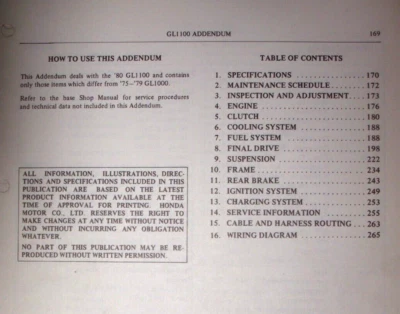 GL1100 ADDENDUM
169
HOW TO USE THIS ADDENDUM
This Addendum deals with the '80 GL1100 and contains
only those items which differ from '75–'79 GL1000.
Refer to the base Shop Manual for service procedures
and technical data not included in this Addendum.
ALL INFORMATION, ILLUSTRATIONS, DIREC-
TIONS AND SPECIFICATIONS INCLUDED IN THIS
PUBLICATION ARE BASED ON THE LATEST
PRODUCT INFORMATION AVAILABLE AT THE
TIME OF APPROVAL FOR PRINTING. HONDA
MOTOR CO., LTD. RESERVES THE RIGHT TO
MAKE CHANGES AT ANY TIME WITHOUT NOTICE
AND WITHOUT INCURRING ANY OBLIGATION
WHATEVER.
NO PART OF THIS PUBLICATION MAY BE RE-
PRODUCED WITHOUT WRITTEN PERMISSION.
TABLE OF CONTENTS
1. SPECIFICATIONS .................... 170
2. MAINTENANCE SCHEDULE ........... 172
3. INSPECTION AND ADJUSTMENT ...... 173
4. ENGINE ............................ 176
5. CLUTCH ............................ 180
6. COOLING SYSTEM .................... 188
7. FUEL SYSTEM ....................... 188
8. FINAL DRIVE ....................... 198
9. SUSPENSION ........................ 222
10. FRAME ............................ 234
11. REAR BRAKE ....................... 243
12. IGNITION SYSTEM .................. 249
13. CHARGING SYSTEM .................. 253
14. SERVICE INFORMATION .............. 255
15. CABLE AND HARNESS ROUTING ....... 263
16. WIRING DIAGRAM ................... 265